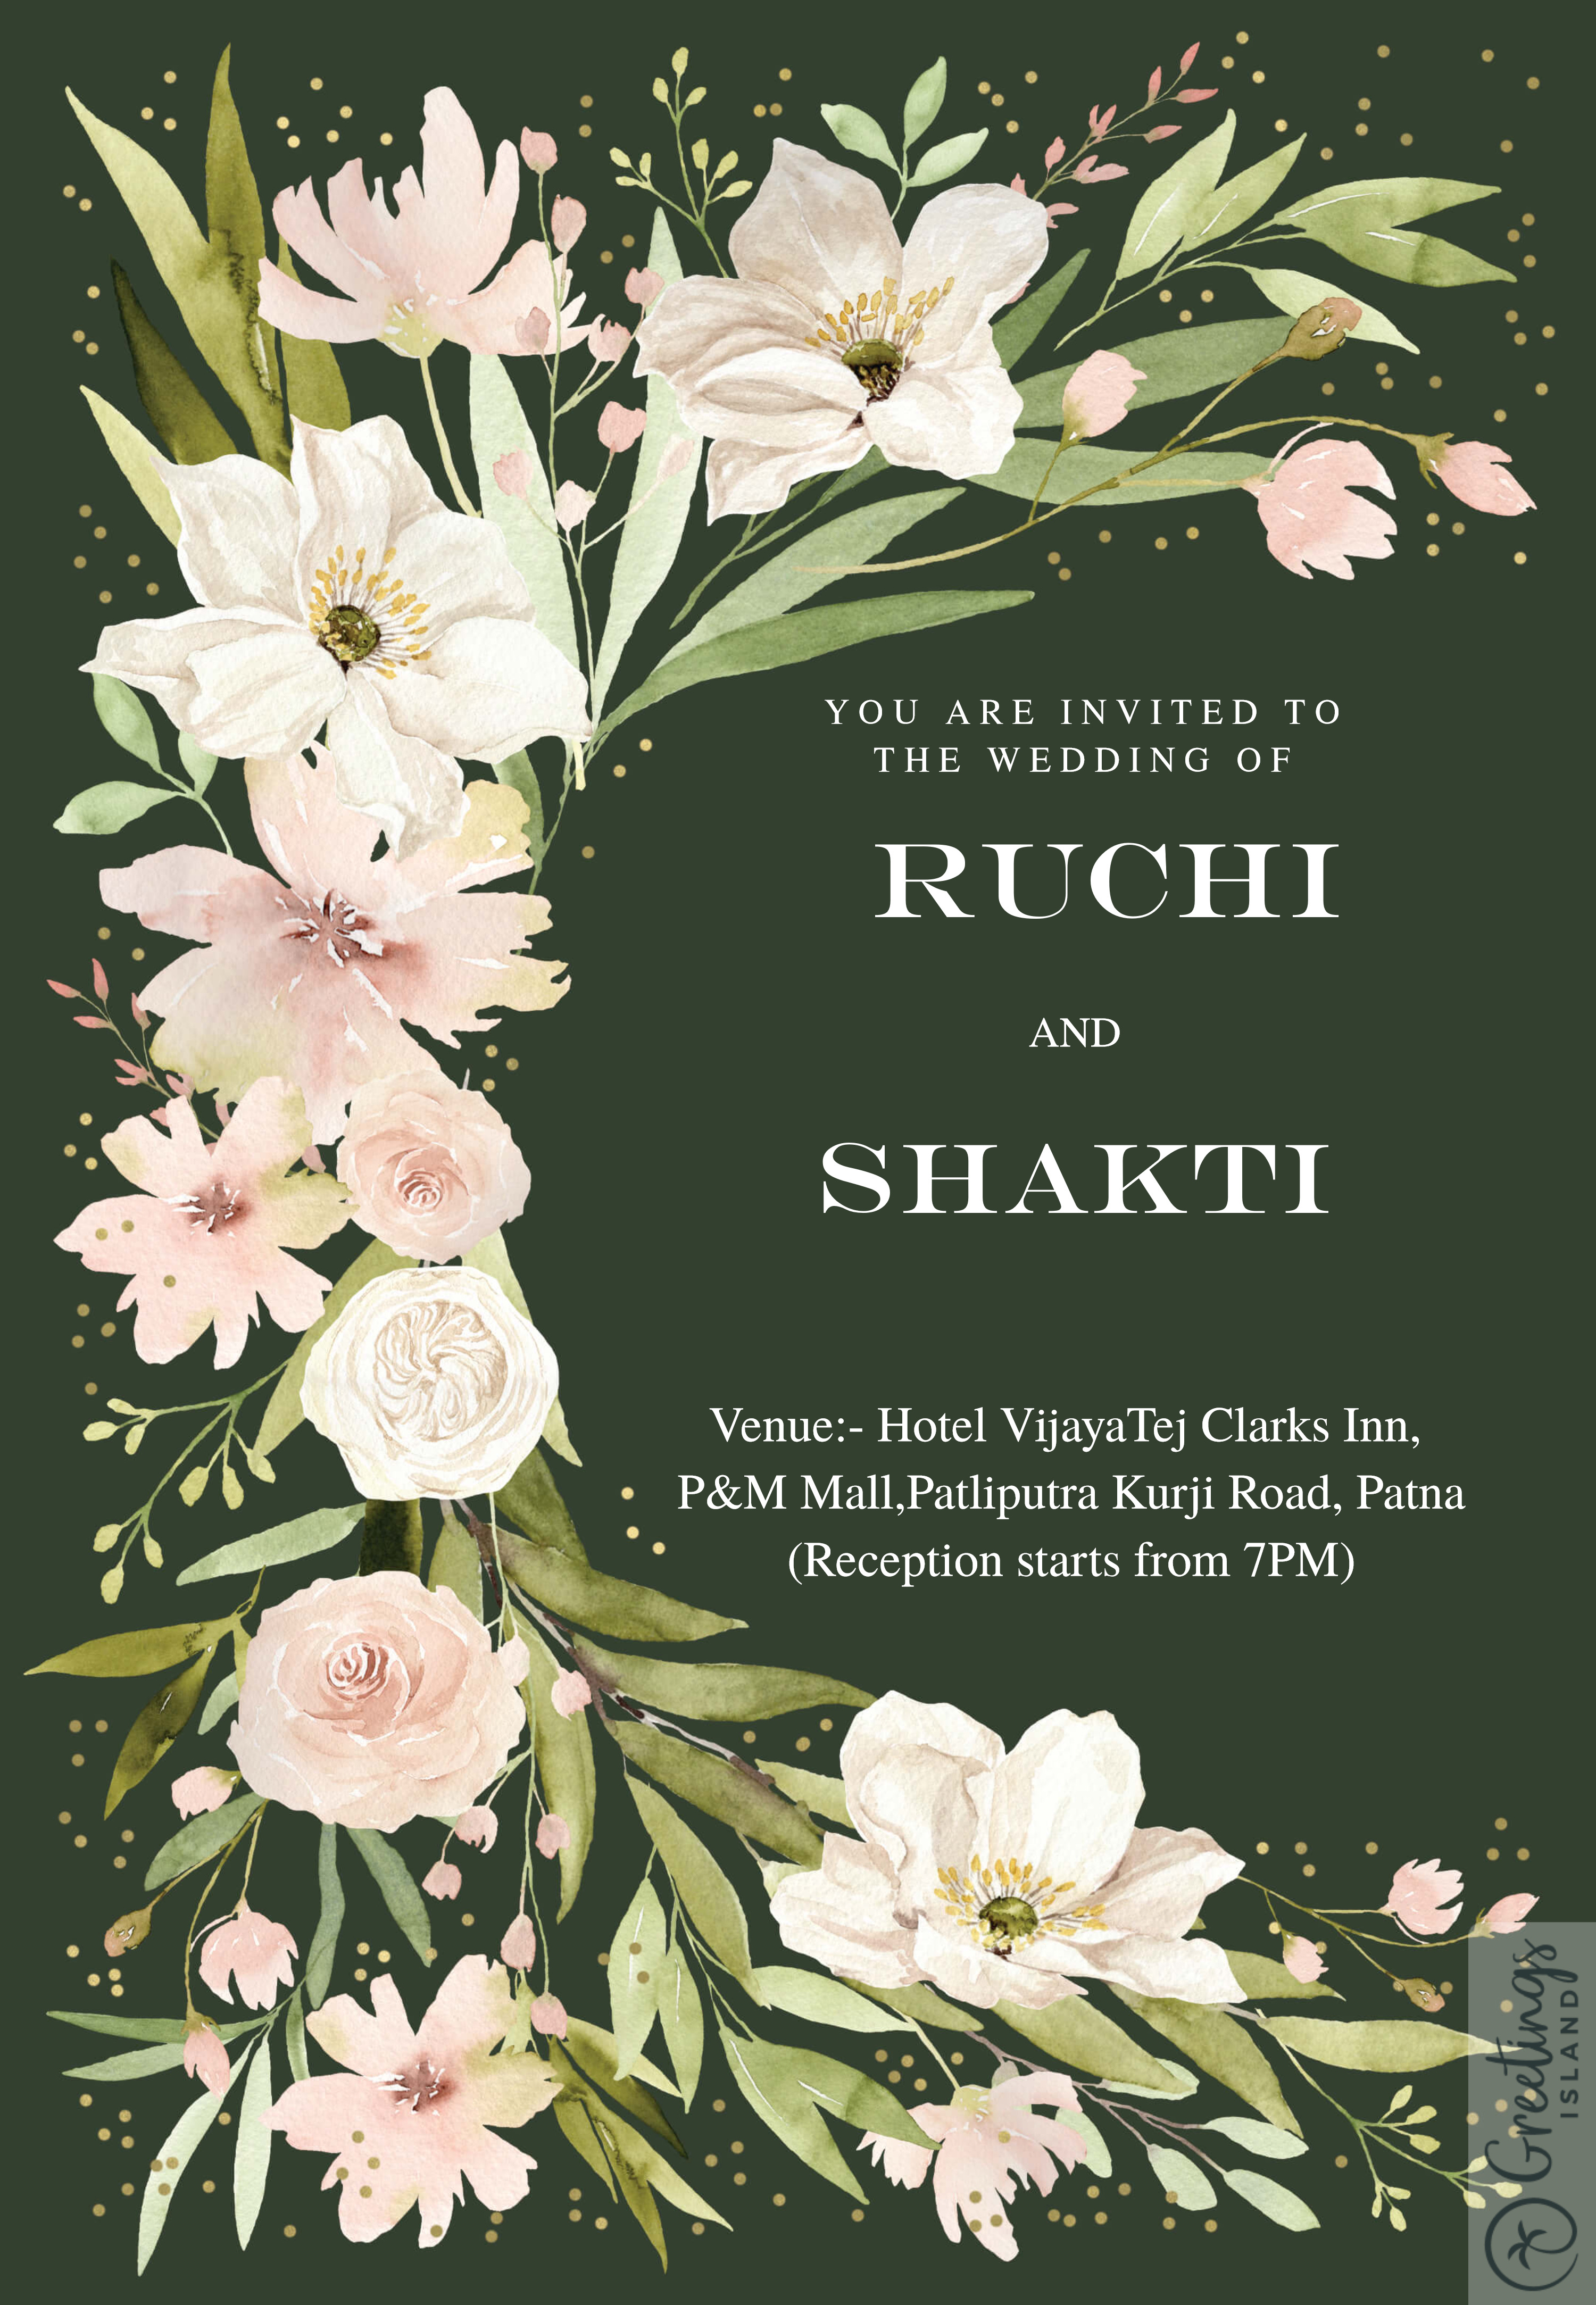 YOU ARE INVITED TO
THE WEDDING OF
RUCHI
AND
SHAKTI
Venue:- Hotel VijayaTej Clarks Inn,
P&M Mall,Patliputra Kurji Road, Patna
(Reception starts from 7PM)
Greetings
ISLAND